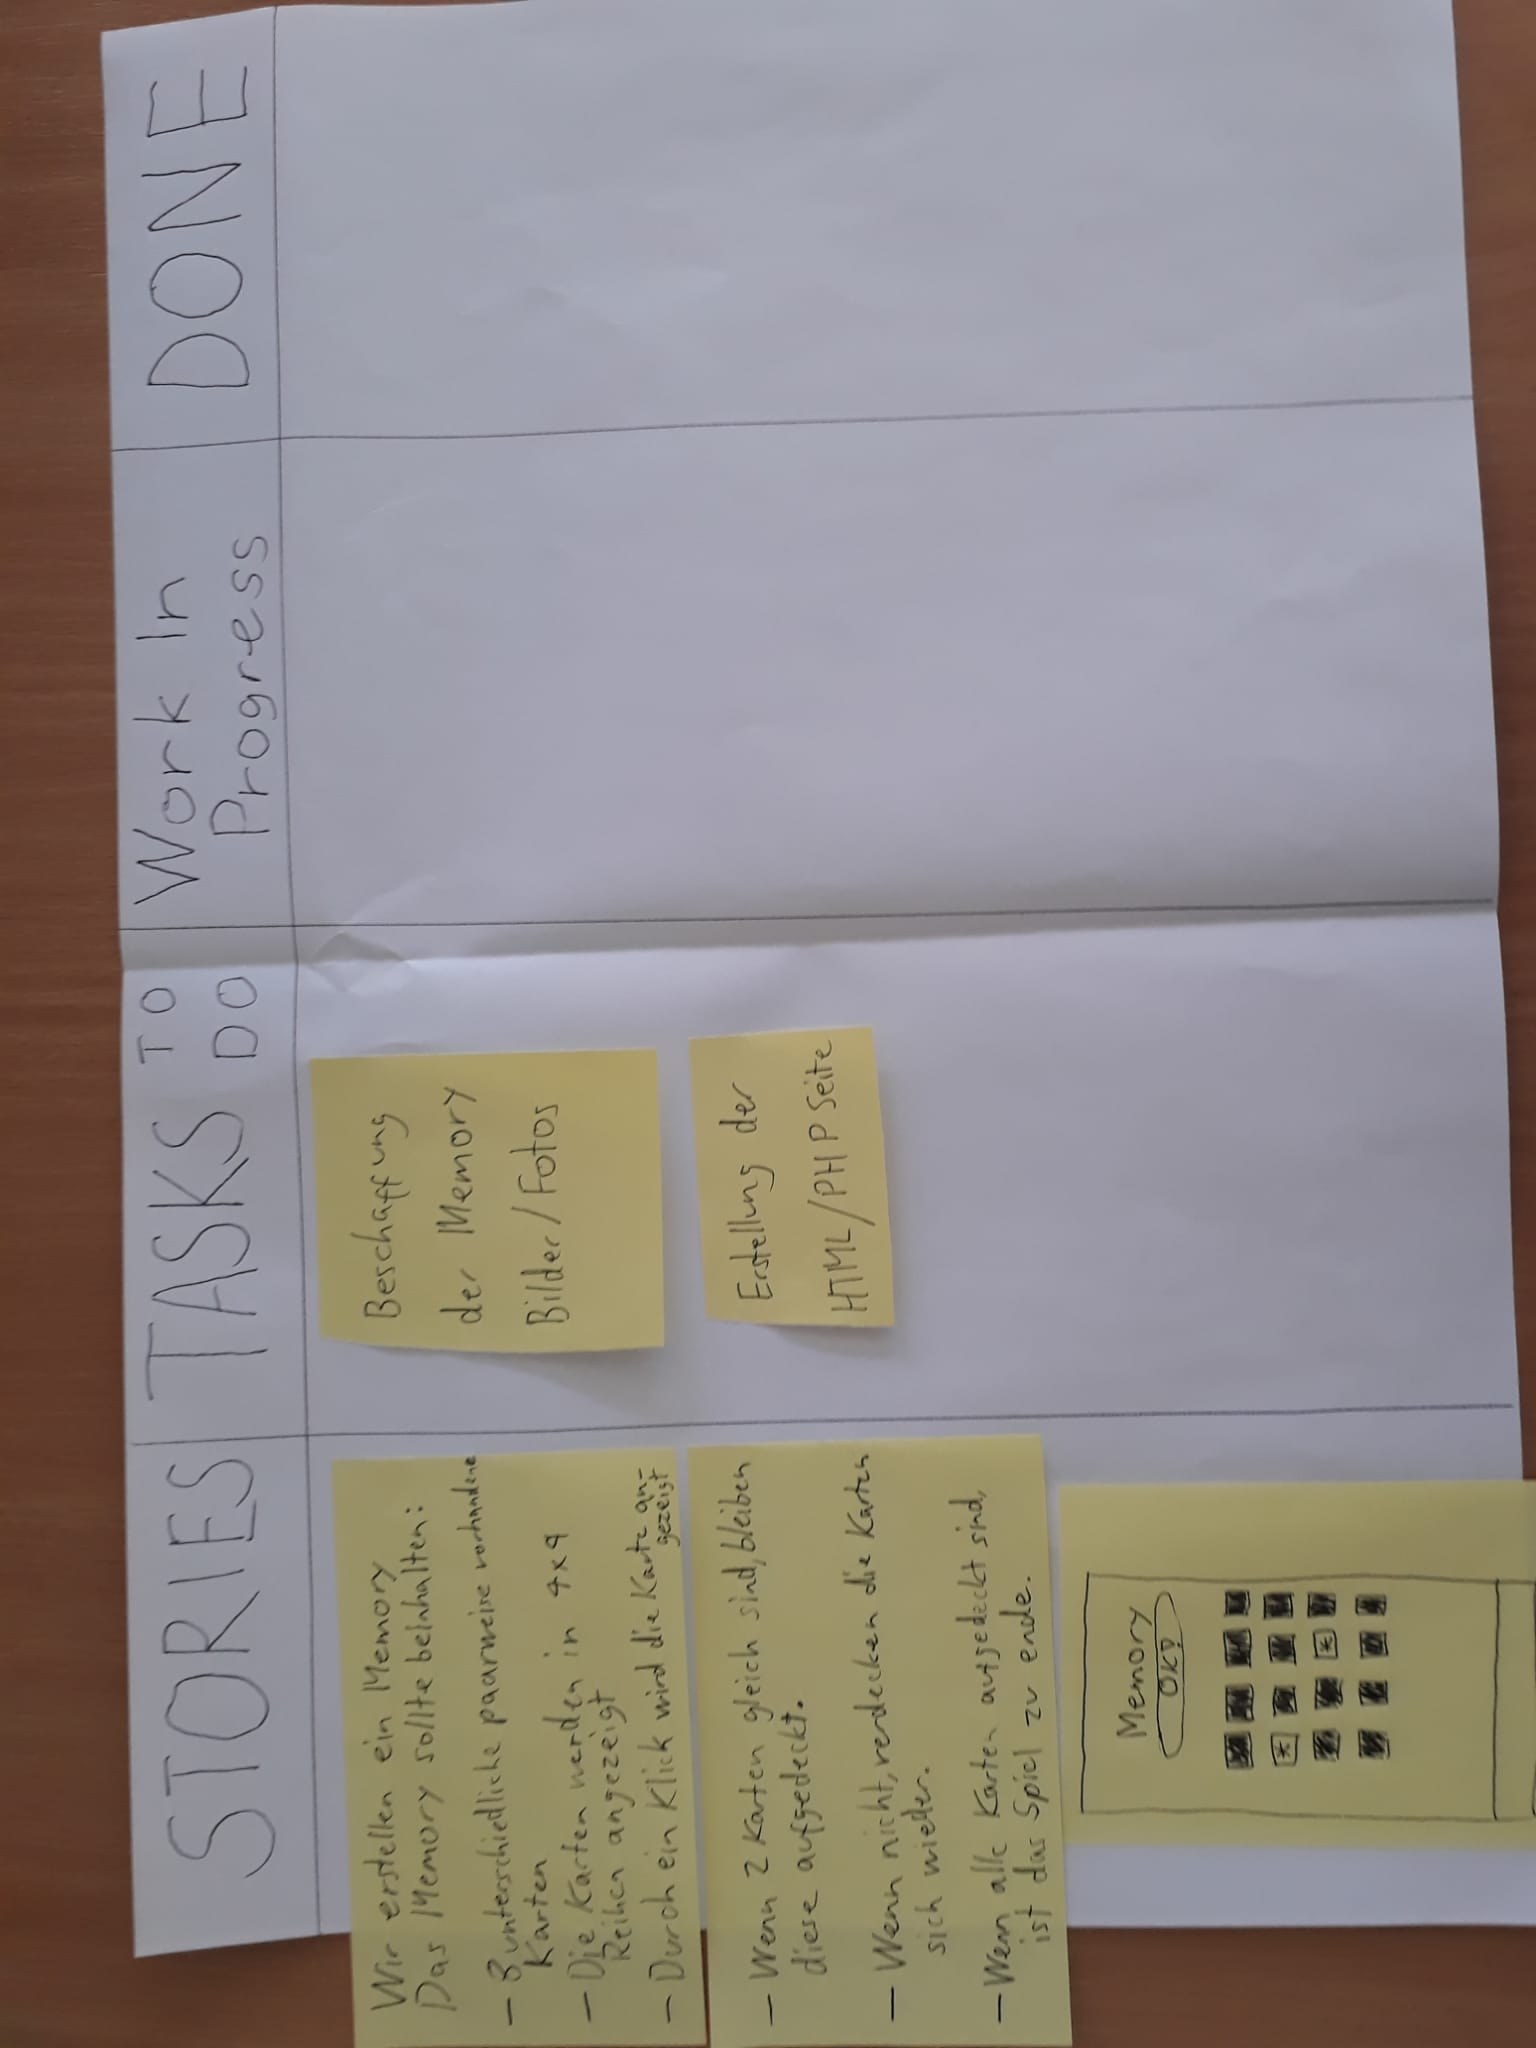 STORIES
TASKS TO DO
Work In
Progress
DONE
Wir erstellen ein Memory
Das Memory sollte beinhalten:
— 8 unterschiedliche paarweise vorhandene
Karten
— Die Karten werden in 4x4
Reihen angezeigt
— Durch ein Klick wird die Karte an-
gezeigt
— Wenn 2 Karten gleich sind, bleiben
diese aufgedeckt.
— Wenn nicht, verdecken die Karten
sich wieder.
— Wenn alle Karten aufgedeckt sind,
ist das Spiel zu ende.
Memory
OK?
Beschaffung
der Memory
Bilder/Fotos
Erstellung der
HTML/PHP Seite